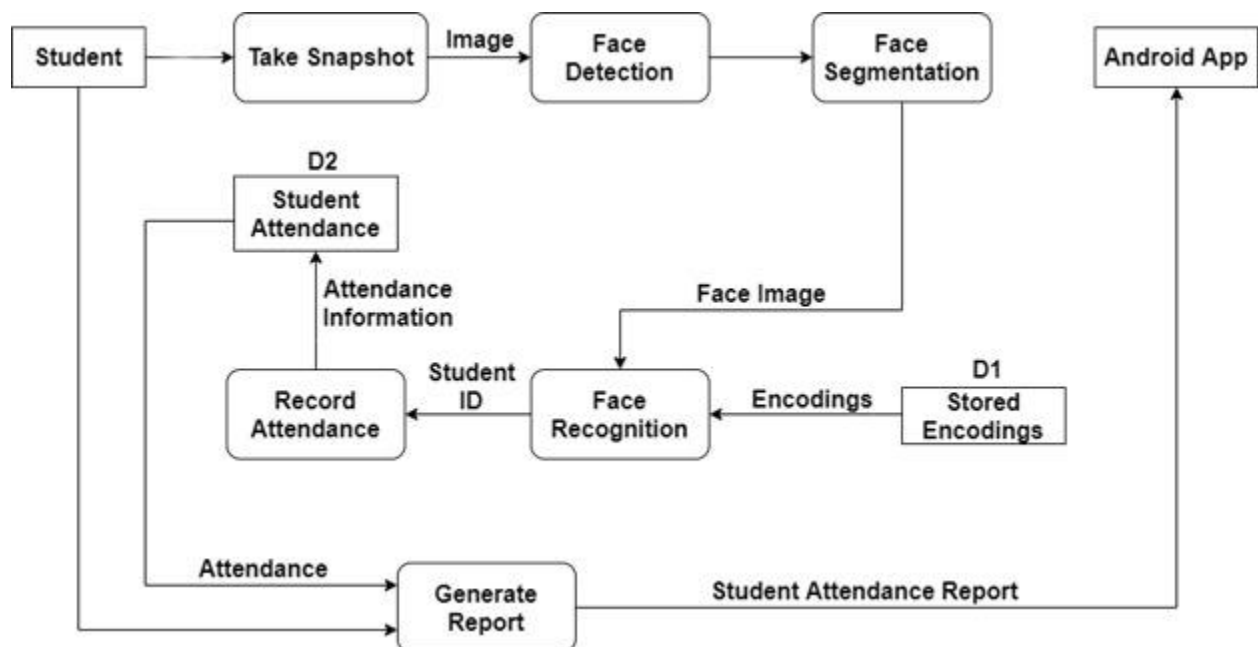 Student
Take Snapshot
Image
Face
Detection
Face
Segmentation
Android App
D2
Student
Attendance
Attendance
Information
Face Image
D1
Record
Attendance
Student
ID
Face
Recognition
Encodings
Stored
Encodings
Attendance
Generate
Report
Student Attendance Report